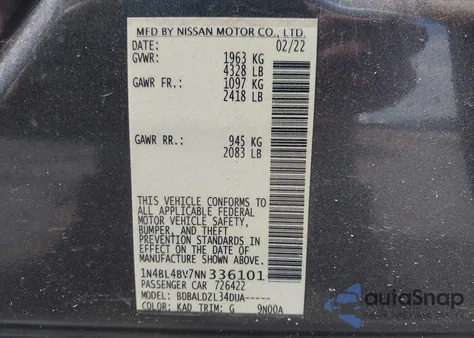 MFD BY NISSAN MOTOR CO., LTD.
DATE: 02/22
GVWR: 1963 KG
4328 LB
GAWR FR.: 1097 KG
2418 LB
GAWR RR.: 945 KG
2083 LB
THIS VEHICLE CONFORMS TO
ALL APPLICABLE FEDERAL
MOTOR VEHICLE SAFETY,
BUMPER, AND THEFT
PREVENTION STANDARDS IN
EFFECT ON THE DATE OF
MANUFACTURE SHOWN ABOVE.
1N4BL4BV7NN336101
PASSENGER CAR 726422
MODEL: BDBALDZL34DUA-----
COLOR: KAD TRIM: G 9N00A
autoSnap